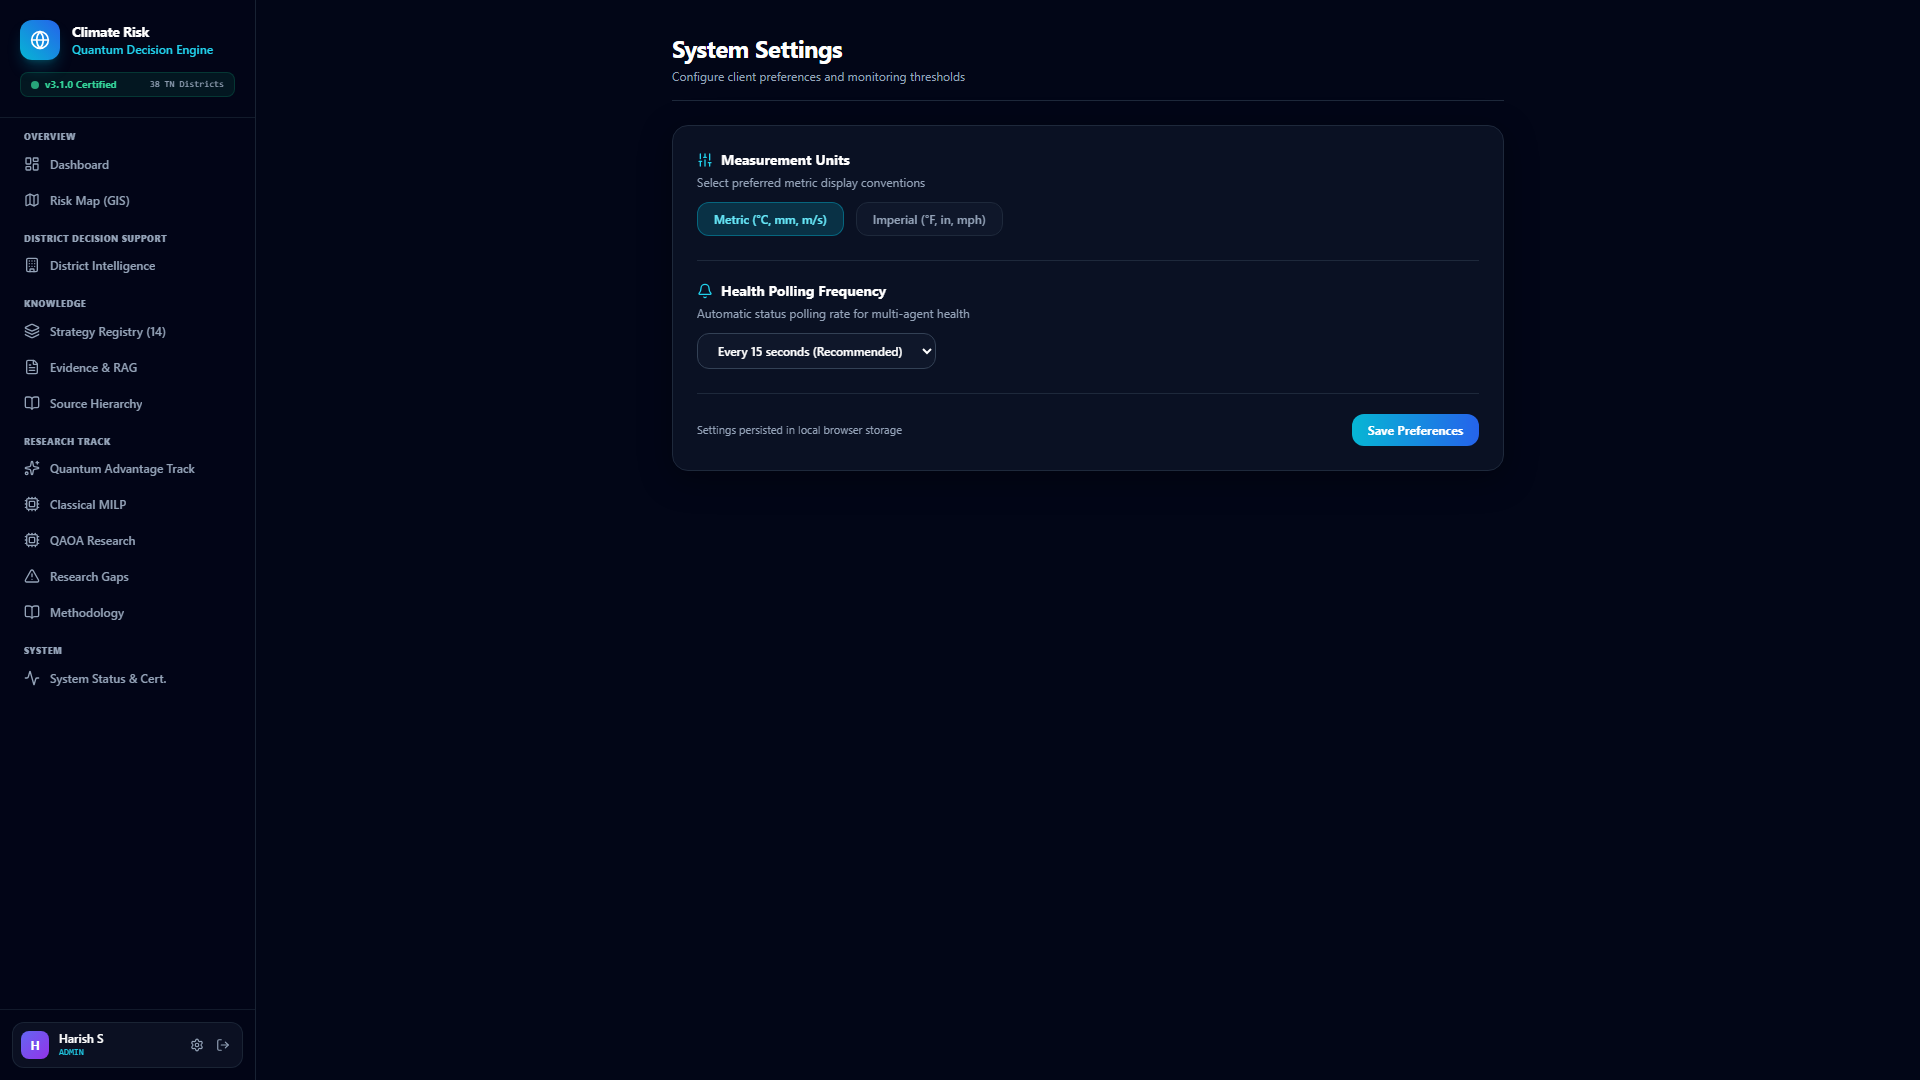 Climate Risk
Quantum Decision Engine
v3.1.0 Certified
38 TN Districts
OVERVIEW
Dashboard
Risk Map (GIS)
DISTRICT DECISION SUPPORT
District Intelligence
KNOWLEDGE
Strategy Registry (14)
Evidence & RAG
Source Hierarchy
RESEARCH TRACK
Quantum Advantage Track
Classical MILP
QAOA Research
Research Gaps
Methodology
SYSTEM
System Status & Cert.
H
Harish S
ADMIN
System Settings
Configure client preferences and monitoring thresholds
Measurement Units
Select preferred metric display conventions
Metric (°C, mm, m/s)
Imperial (°F, in, mph)
Health Polling Frequency
Automatic status polling rate for multi-agent health
Every 15 seconds (Recommended)
Settings persisted in local browser storage
Save Preferences